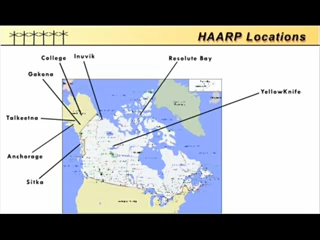 HAARP Locations
College Inuvik
Resolute Bay
Gakona
YellowKnife
Talkeetna
Anchorage
Sitka